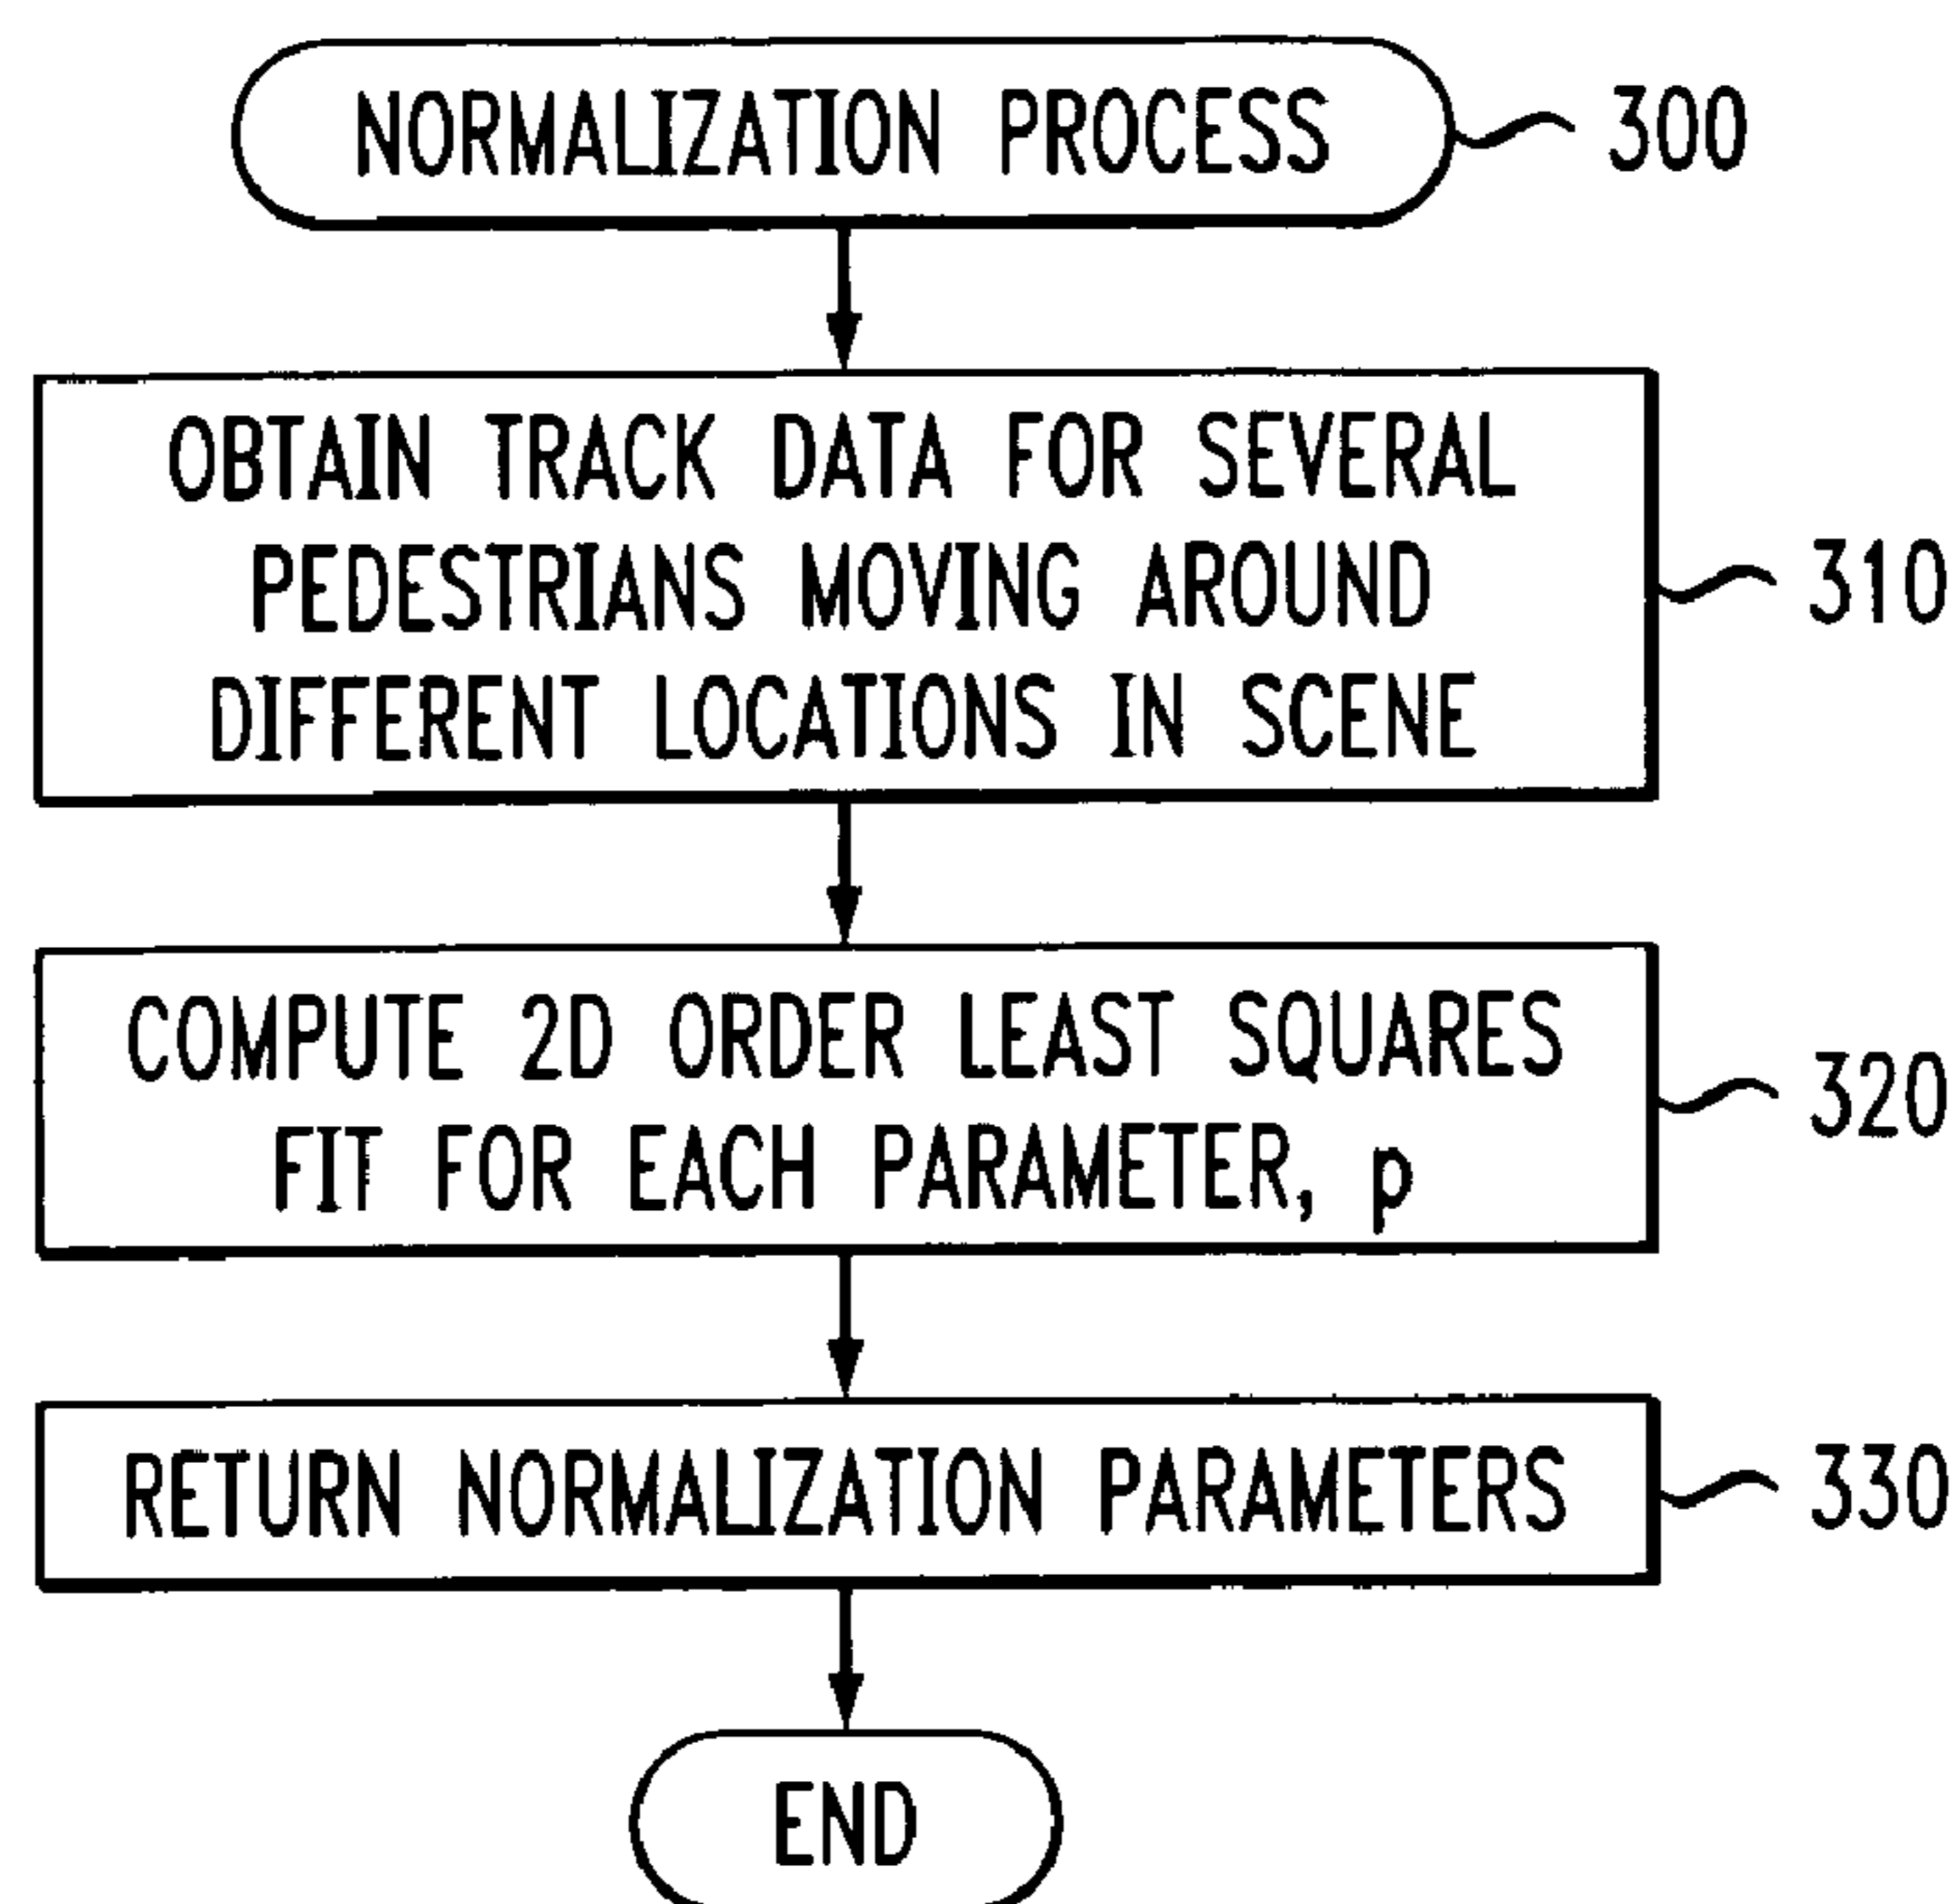 NORMALIZATION PROCESS
300
OBTAIN TRACK DATA FOR SEVERAL
PEDESTRIANS MOVING AROUND
DIFFERENT LOCATIONS IN SCENE
310
COMPUTE 2D ORDER LEAST SQUARES
FIT FOR EACH PARAMETER, p
320
RETURN NORMALIZATION PARAMETERS
330
END